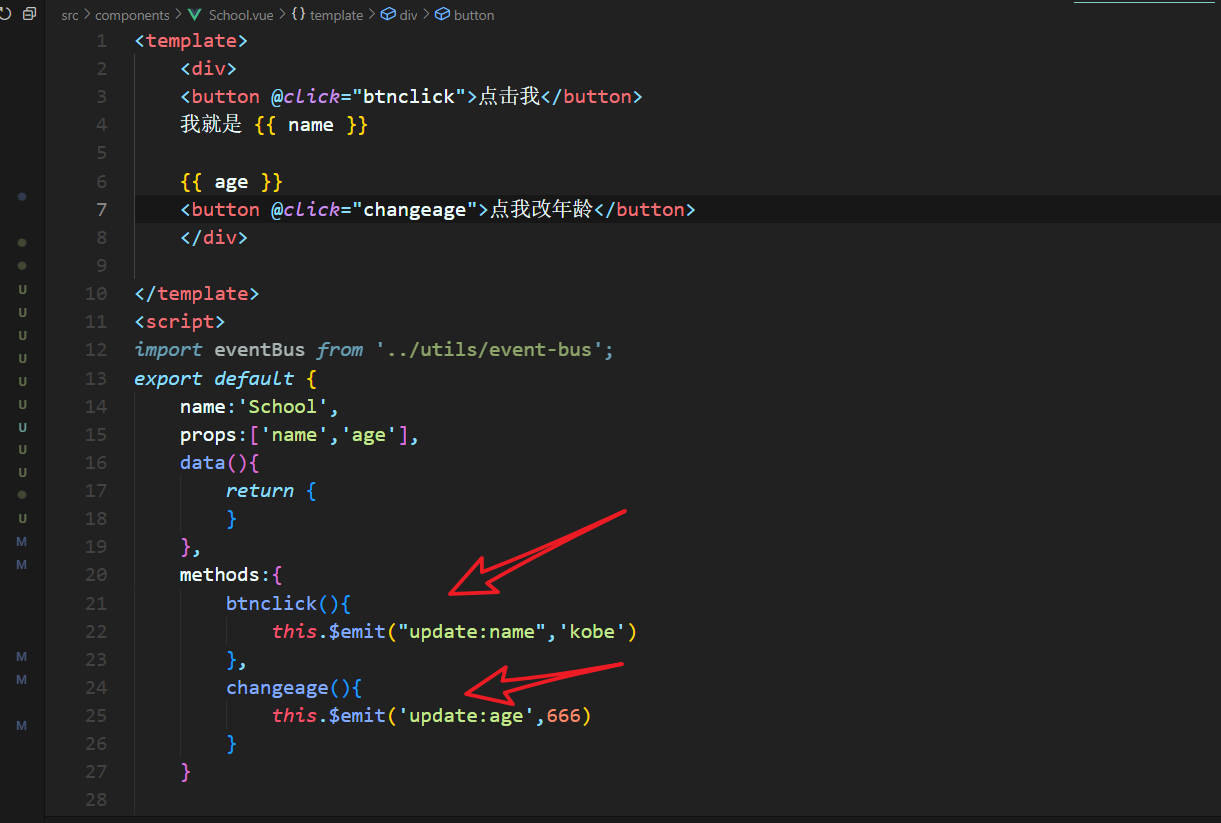 src > components > School.vue > {} template > div > button
1 <template>
2 <div>
3 <button @click="btnclick">点击我</button>
4 我就是 {{ name }}
5
6 {{ age }}
7 <button @click="changeage">点我改年龄</button>
8 </div>
9
10 </template>
11 <script>
12 import eventBus from '../utils/event-bus';
13 export default {
14 name:'School',
15 props:['name','age'],
16 data(){
17 return {
18 }
19 },
20 methods:{
21 btnclick(){
22 this.$emit("update:name",'kobe')
23 },
24 changeage(){
25 this.$emit('update:age',666)
26 }
27 }
28
U
U
U
U
U
U
U
U
U
U
M
M
M
M
M